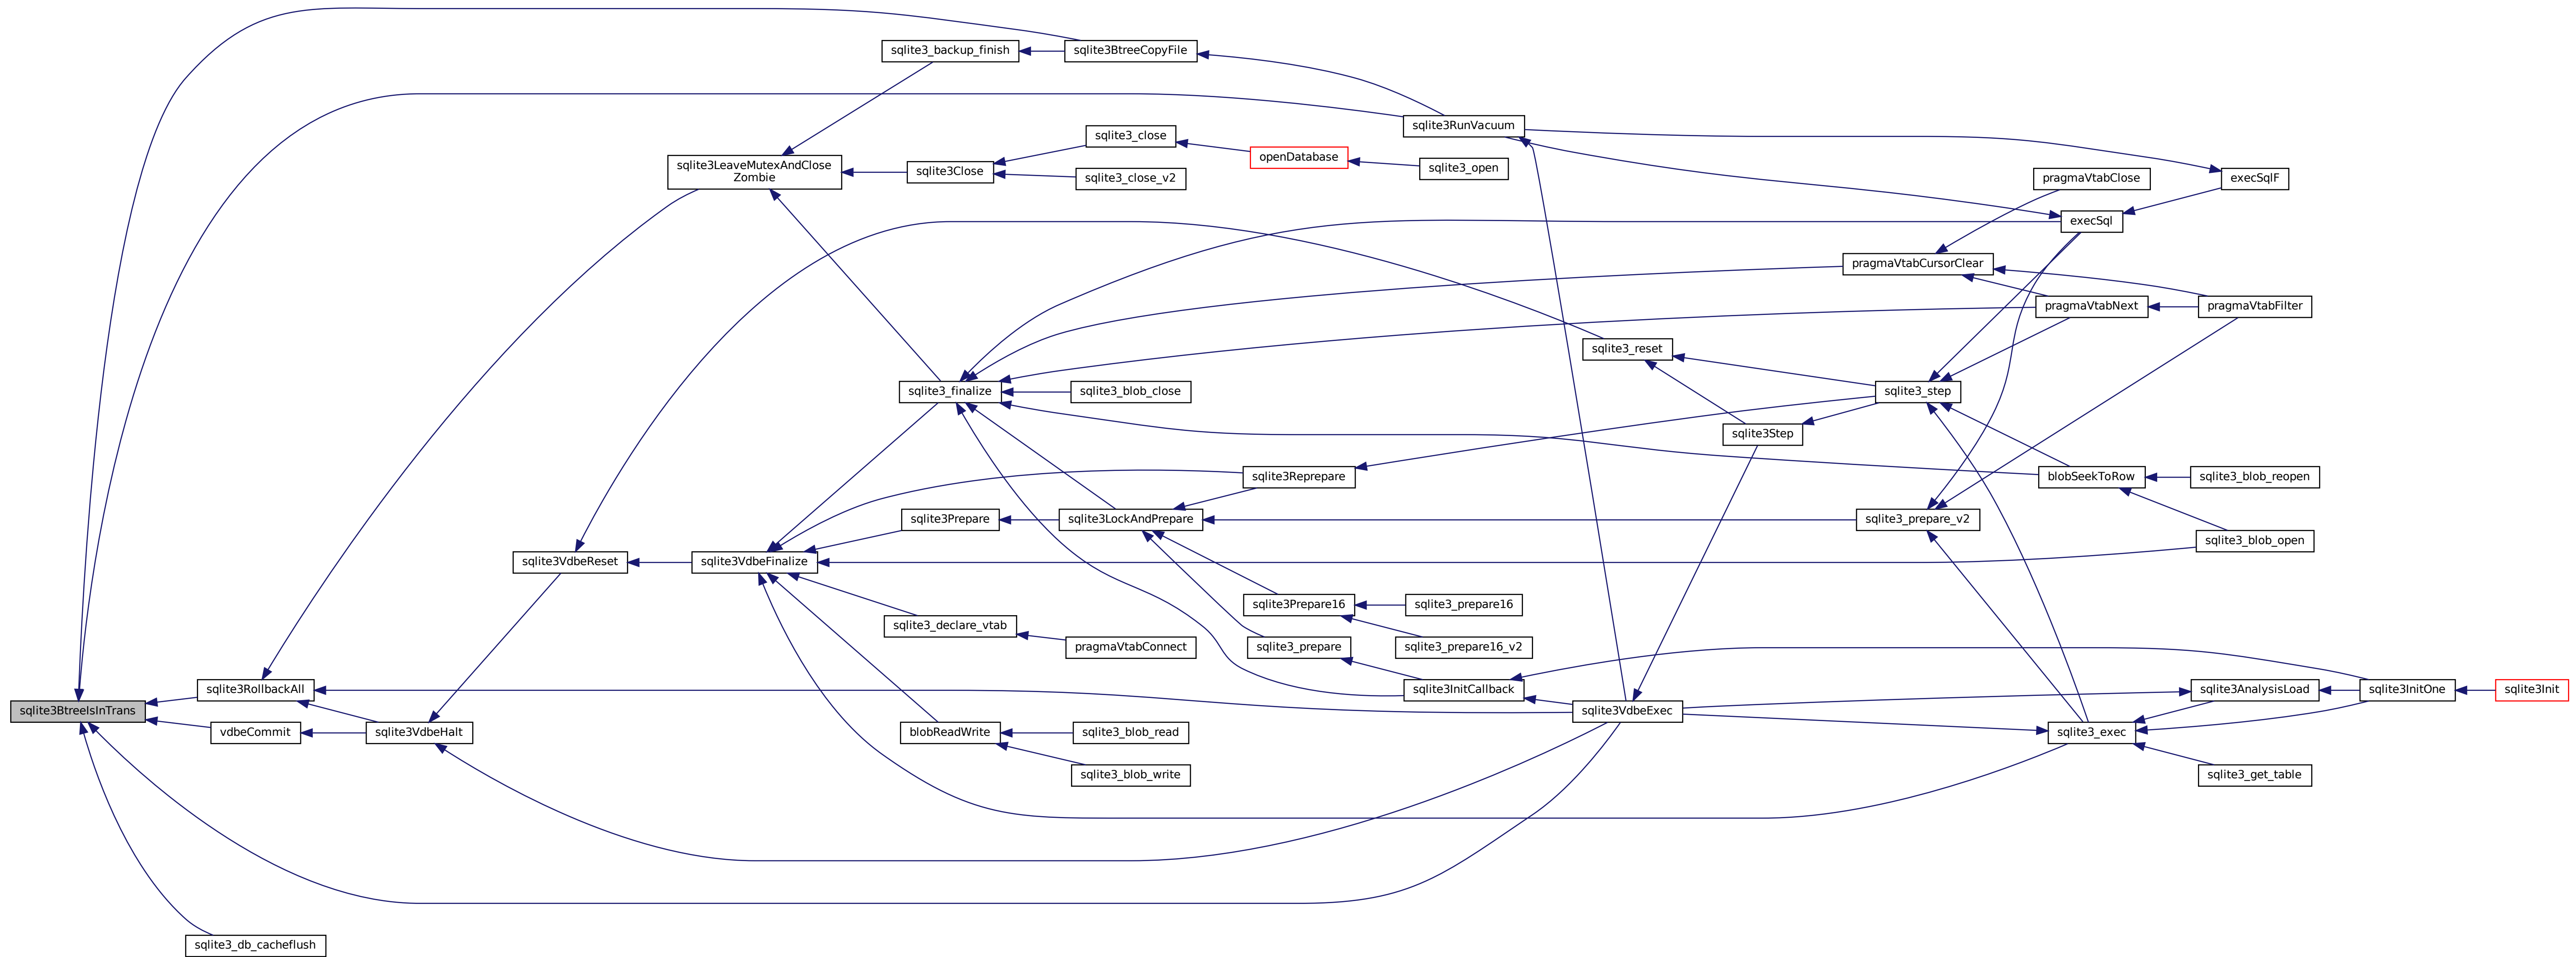 sqlite3BtreeIsInTrans
sqlite3RollbackAll
vdbeCommit
sqlite3_db_cacheflush
sqlite3VdbeHalt
sqlite3VdbeReset
sqlite3LeaveMutexAndClose
Zombie
sqlite3VdbeFinalize
sqlite3_backup_finish
sqlite3Close
sqlite3_finalize
sqlite3Prepare
sqlite3_declare_vtab
blobReadWrite
sqlite3BtreeCopyFile
sqlite3_close
sqlite3_close_v2
sqlite3_blob_close
sqlite3LockAndPrepare
pragmaVtabConnect
sqlite3_blob_read
sqlite3_blob_write
openDatabase
sqlite3Reprepare
sqlite3Prepare16
sqlite3_prepare
sqlite3RunVacuum
sqlite3_open
sqlite3_prepare16
sqlite3_prepare16_v2
sqlite3InitCallback
sqlite3_reset
sqlite3VdbeExec
sqlite3Step
sqlite3_step
sqlite3_prepare_v2
pragmaVtabCursorClear
pragmaVtabClose
execSql
pragmaVtabNext
blobSeekToRow
sqlite3_exec
execSqlF
pragmaVtabFilter
sqlite3_blob_reopen
sqlite3_blob_open
sqlite3AnalysisLoad
sqlite3_get_table
sqlite3InitOne
sqlite3Init